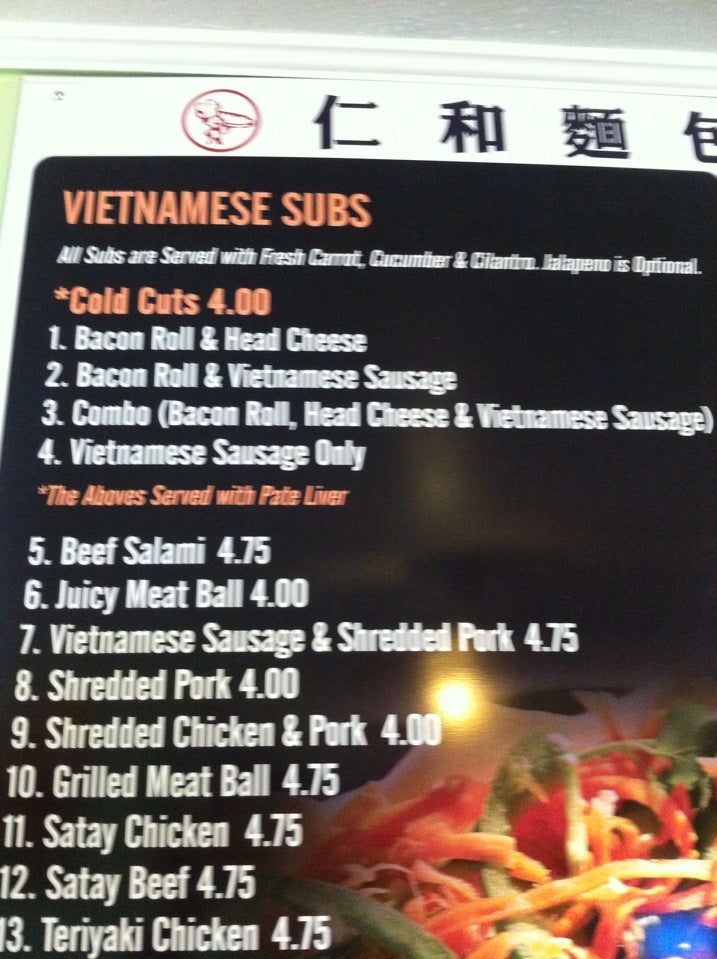 仁和麵包
VIETNAMESE SUBS
All Subs are Served with Fresh Carrot, Cucumber & Cilantro. Jalapeno is Optional.
*Cold Cuts 4.00
1. Bacon Roll & Head Cheese
2. Bacon Roll & Vietnamese Sausage
3. Combo (Bacon Roll, Head Cheese & Vietnamese Sausage)
4. Vietnamese Sausage Only
*The Aboves Served with Pate Liver
5. Beef Salami 4.75
6. Juicy Meat Ball 4.00
7. Vietnamese Sausage & Shredded Pork 4.75
8. Shredded Pork 4.00
9. Shredded Chicken & Pork 4.00
10. Grilled Meat Ball 4.75
11. Satay Chicken 4.75
12. Satay Beef 4.75
13. Teriyaki Chicken 4.75